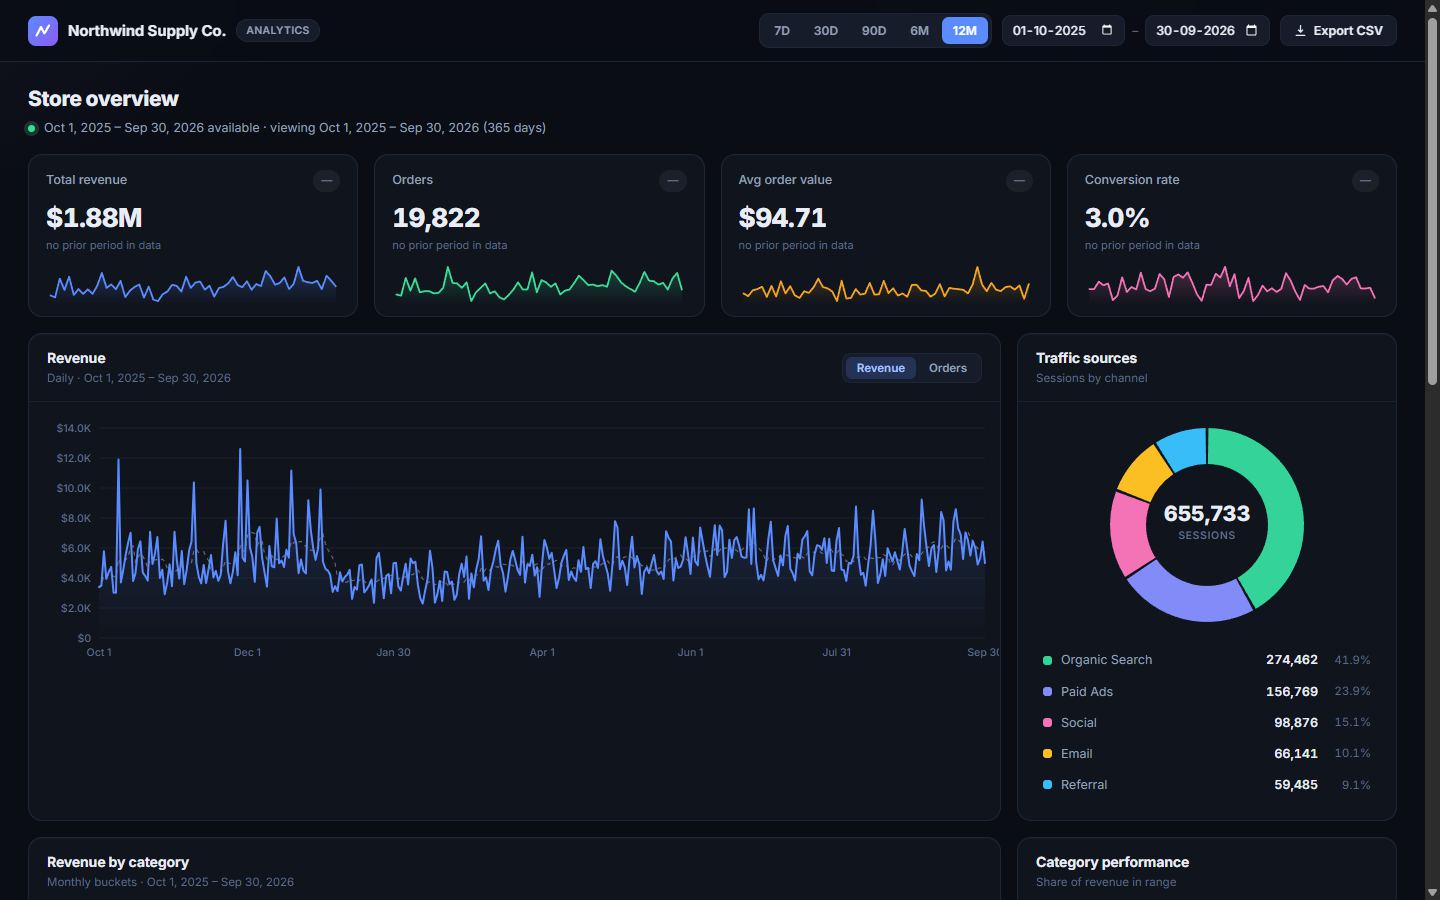 Northwind Supply Co. ANALYTICS 7D 30D 90D 6M 12M 01-10-2025 – 30-09-2026 Export CSV
Store overview
Oct 1, 2025 – Sep 30, 2026 available · viewing Oct 1, 2025 – Sep 30, 2026 (365 days)
Total revenue —
$1.88M
no prior period in data
Orders —
19,822
no prior period in data
Avg order value —
$94.71
no prior period in data
Conversion rate —
3.0%
no prior period in data
Revenue
Daily · Oct 1, 2025 – Sep 30, 2026
Revenue Orders
$14.0K
$12.0K
$10.0K
$8.0K
$6.0K
$4.0K
$2.0K
$0
Oct 1 Dec 1 Jan 30 Apr 1 Jun 1 Jul 31 Sep 30
Traffic sources
Sessions by channel
655,733
SESSIONS
Organic Search 274,462 41.9%
Paid Ads 156,769 23.9%
Social 98,876 15.1%
Email 66,141 10.1%
Referral 59,485 9.1%
Revenue by category
Monthly buckets · Oct 1, 2025 – Sep 30, 2026
Category performance
Share of revenue in range